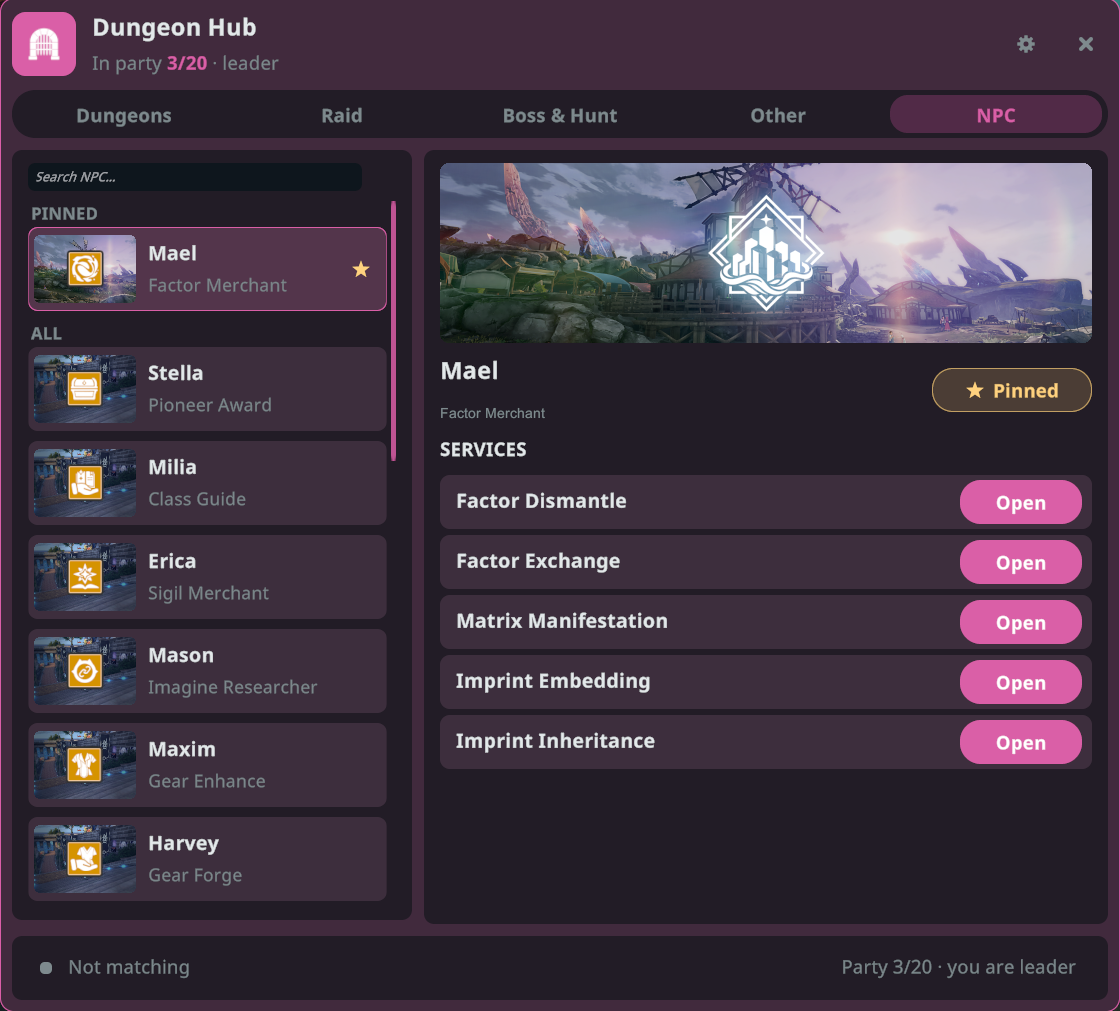 Dungeon Hub
In party 3/20 · leader
Dungeons
Raid
Boss & Hunt
Other
NPC
Search NPC...
PINNED
Mael
Factor Merchant
ALL
Stella
Pioneer Award
Milia
Class Guide
Erica
Sigil Merchant
Mason
Imagine Researcher
Maxim
Gear Enhance
Harvey
Gear Forge
Mael
Pinned
Factor Merchant
SERVICES
Factor Dismantle
Open
Factor Exchange
Open
Matrix Manifestation
Open
Imprint Embedding
Open
Imprint Inheritance
Open
Not matching
Party 3/20 · you are leader